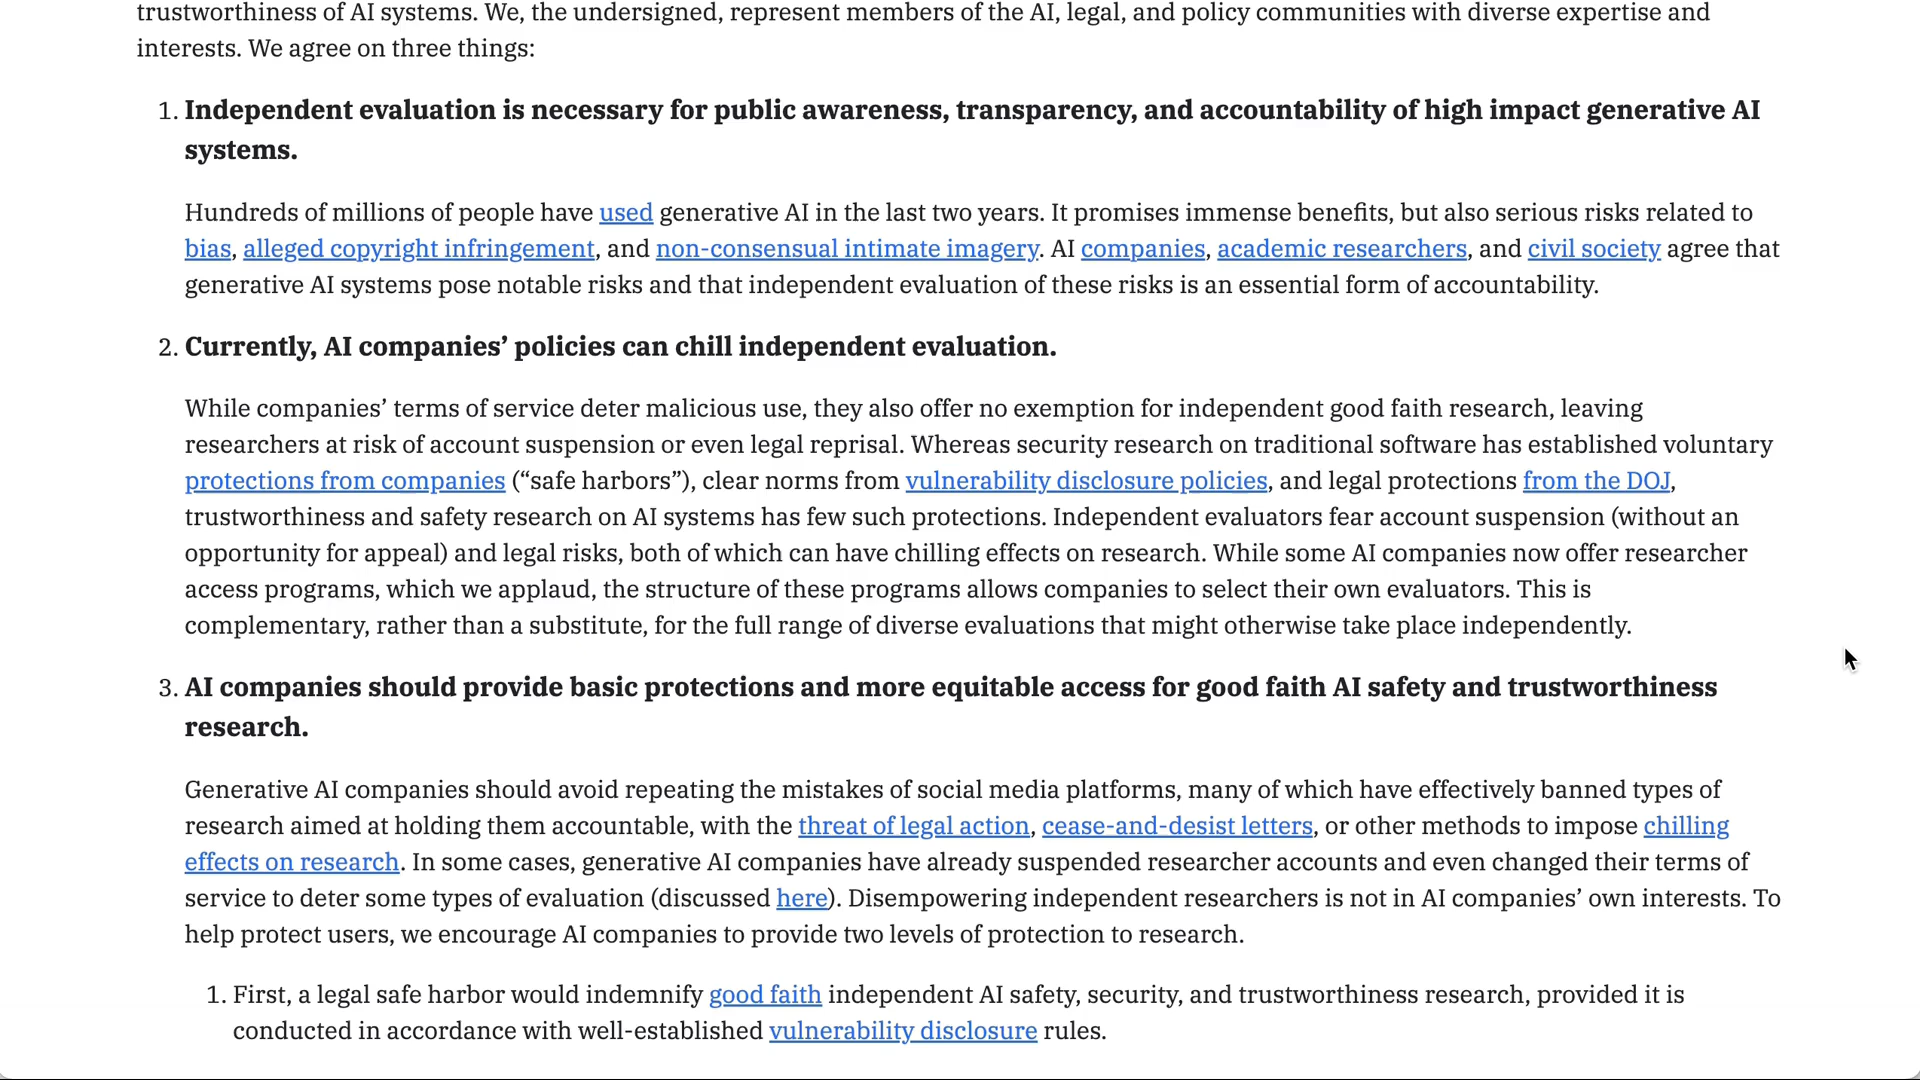 trustworthiness of AI systems. We, the undersigned, represent members of the AI, legal, and policy communities with diverse expertise and
interests. We agree on three things:
1. Independent evaluation is necessary for public awareness, transparency, and accountability of high impact generative AI
systems.
Hundreds of millions of people have used generative AI in the last two years. It promises immense benefits, but also serious risks related to
bias, alleged copyright infringement, and non-consensual intimate imagery. AI companies, academic researchers, and civil society agree that
generative AI systems pose notable risks and that independent evaluation of these risks is an essential form of accountability.
2. Currently, AI companies’ policies can chill independent evaluation.
While companies’ terms of service deter malicious use, they also offer no exemption for independent good faith research, leaving
researchers at risk of account suspension or even legal reprisal. Whereas security research on traditional software has established voluntary
protections from companies (“safe harbors”), clear norms from vulnerability disclosure policies, and legal protections from the DOJ,
trustworthiness and safety research on AI systems has few such protections. Independent evaluators fear account suspension (without an
opportunity for appeal) and legal risks, both of which can have chilling effects on research. While some AI companies now offer researcher
access programs, which we applaud, the structure of these programs allows companies to select their own evaluators. This is
complementary, rather than a substitute, for the full range of diverse evaluations that might otherwise take place independently.
3. AI companies should provide basic protections and more equitable access for good faith AI safety and trustworthiness
research.
Generative AI companies should avoid repeating the mistakes of social media platforms, many of which have effectively banned types of
research aimed at holding them accountable, with the threat of legal action, cease-and-desist letters, or other methods to impose chilling
effects on research. In some cases, generative AI companies have already suspended researcher accounts and even changed their terms of
service to deter some types of evaluation (discussed here). Disempowering independent researchers is not in AI companies’ own interests. To
help protect users, we encourage AI companies to provide two levels of protection to research.
1. First, a legal safe harbor would indemnify good faith independent AI safety, security, and trustworthiness research, provided it is
conducted in accordance with well-established vulnerability disclosure rules.